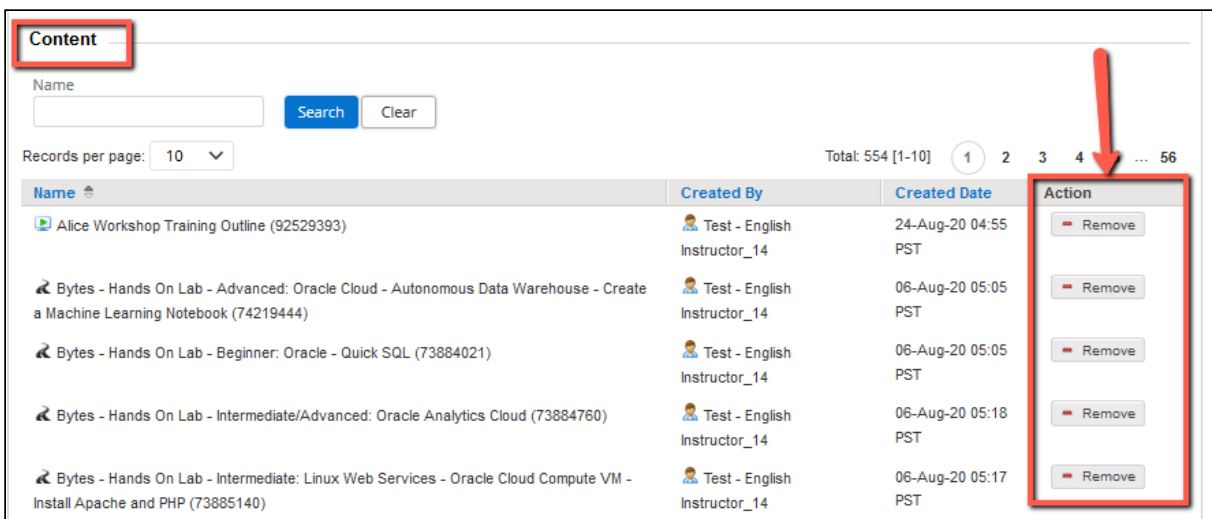 Content
Name
Search Clear
Records per page: 10
Total: 554 [1-10] 1 2 3 4 ... 56
Name Created By Created Date Action
Alice Workshop Training Outline (92529393) Test - English 24-Aug-20 04:55 Remove
Instructor_14 PST
Bytes - Hands On Lab - Advanced: Oracle Cloud - Autonomous Data Warehouse - Create Test - English 06-Aug-20 05:05 Remove
a Machine Learning Notebook (74219444) Instructor_14 PST
Bytes - Hands On Lab - Beginner: Oracle - Quick SQL (73884021) Test - English 06-Aug-20 05:05 Remove
Instructor_14 PST
Bytes - Hands On Lab - Intermediate/Advanced: Oracle Analytics Cloud (73884760) Test - English 06-Aug-20 05:18 Remove
Instructor_14 PST
Bytes - Hands On Lab - Intermediate: Linux Web Services - Oracle Cloud Compute VM - Test - English 06-Aug-20 05:17 Remove
Install Apache and PHP (73885140) Instructor_14 PST